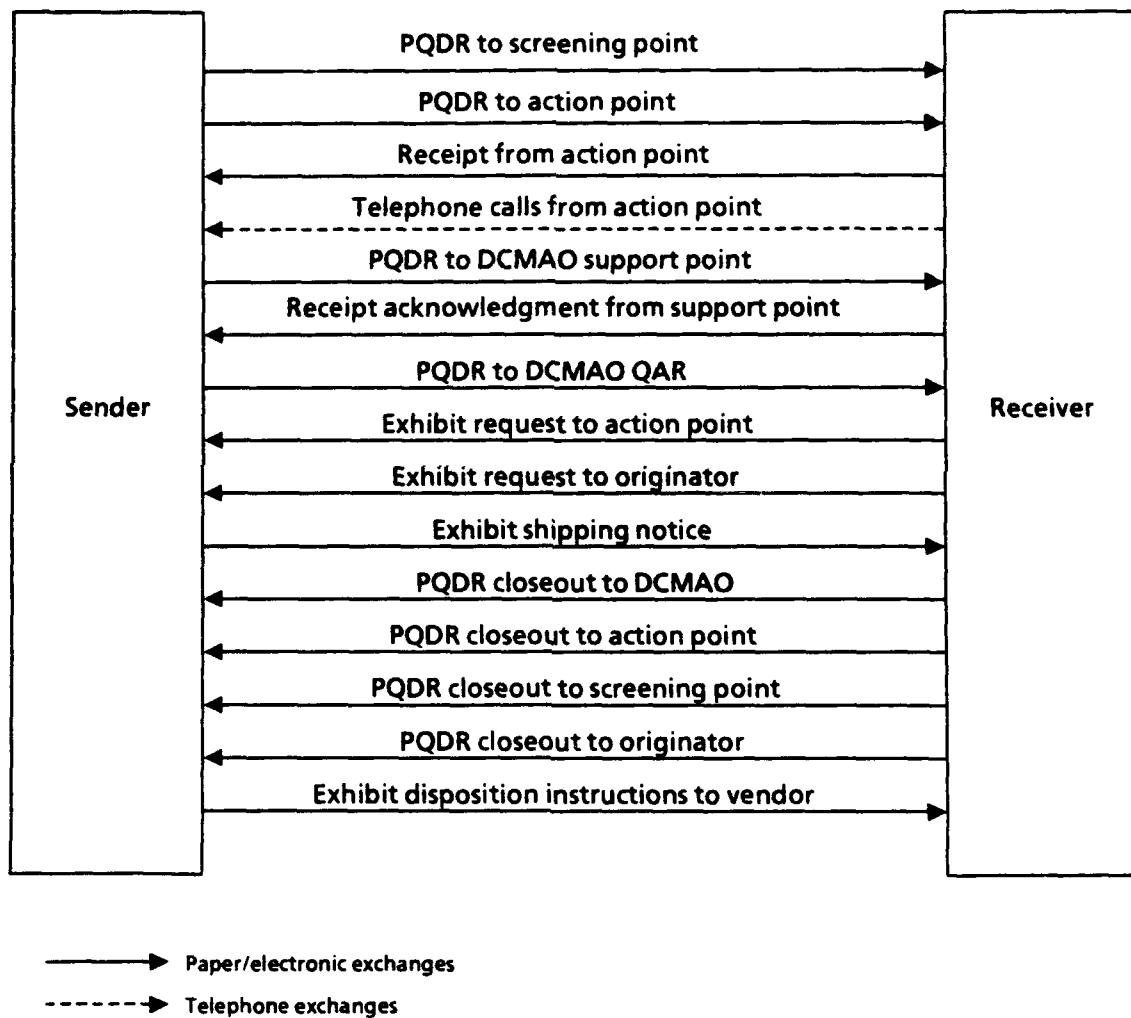 PQDR to screening point
PQDR to action point
Receipt from action point
Telephone calls from action point
PQDR to DCMAO support point
Receipt acknowledgment from support point
PQDR to DCMAO QAR
Sender
Receiver
Exhibit request to action point
Exhibit request to originator
Exhibit shipping notice
PQDR closeout to DCMAO
PQDR closeout to action point
PQDR closeout to screening point
PQDR closeout to originator
Exhibit disposition instructions to vendor
Paper/electronic exchanges
Telephone exchanges